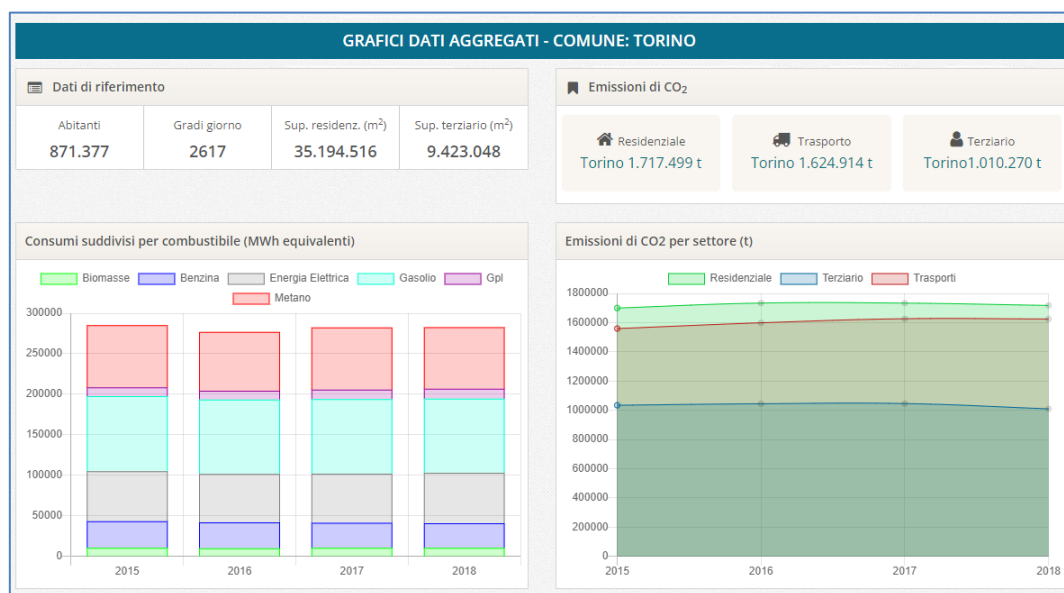 GRAFICI DATI AGGREGATI - COMUNE: TORINO
Dati di riferimento
Abitanti
871.377
Gradi giorno
2617
Sup. residenz. (m²)
35.194.516
Sup. terziario (m²)
9.423.048
Emissioni di CO₂
Residenziale
Torino 1.717.499 t
Trasporto
Torino 1.624.914 t
Terziario
Torino1.010.270 t
Consumi suddivisi per combustibile (MWh equivalenti)
Biomasse Benzina Energia Elettrica Gasolio Gpl
Metano
300000
250000
200000
150000
100000
50000
0
2015 2016 2017 2018
Emissioni di CO2 per settore (t)
Residenziale Terziario Trasporti
1800000
1600000
1400000
1200000
1000000
800000
600000
400000
200000
0
2015 2016 2017 2018